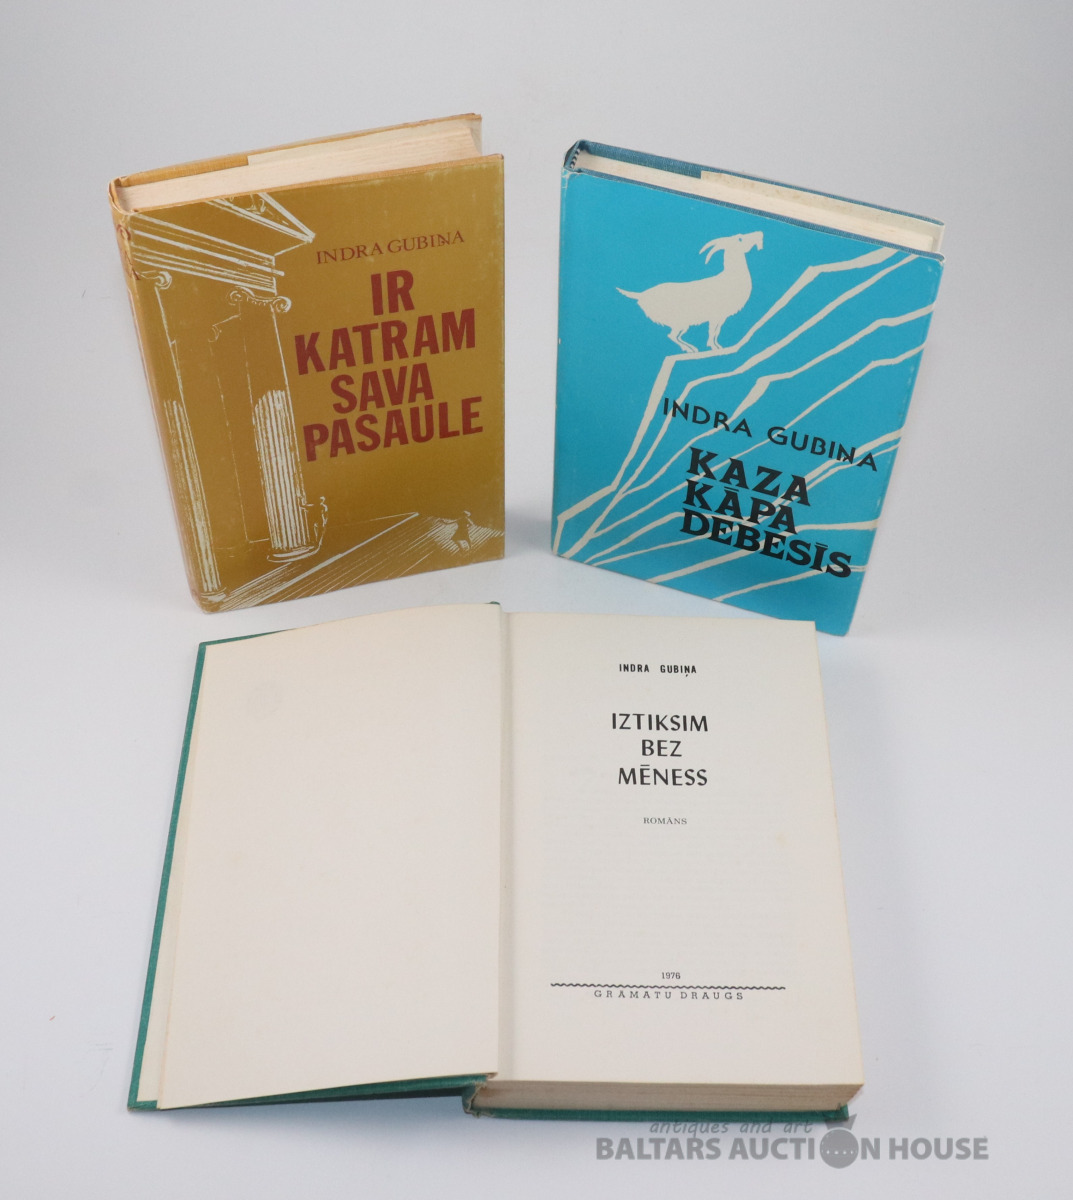 INDRA GUBIŅA
IR
KATRAM
SAVA
PASAULE
INDRA GUBIŅA
KAZA
KĀPA
DEBESĪS
INDRA GUBIŅA
IZTIKSIM
BEZ
MĒNESS
ROMĀNS
1976
GRĀMATU DRAUGS
antiques and art
BALTARS AUCTION HOUSE